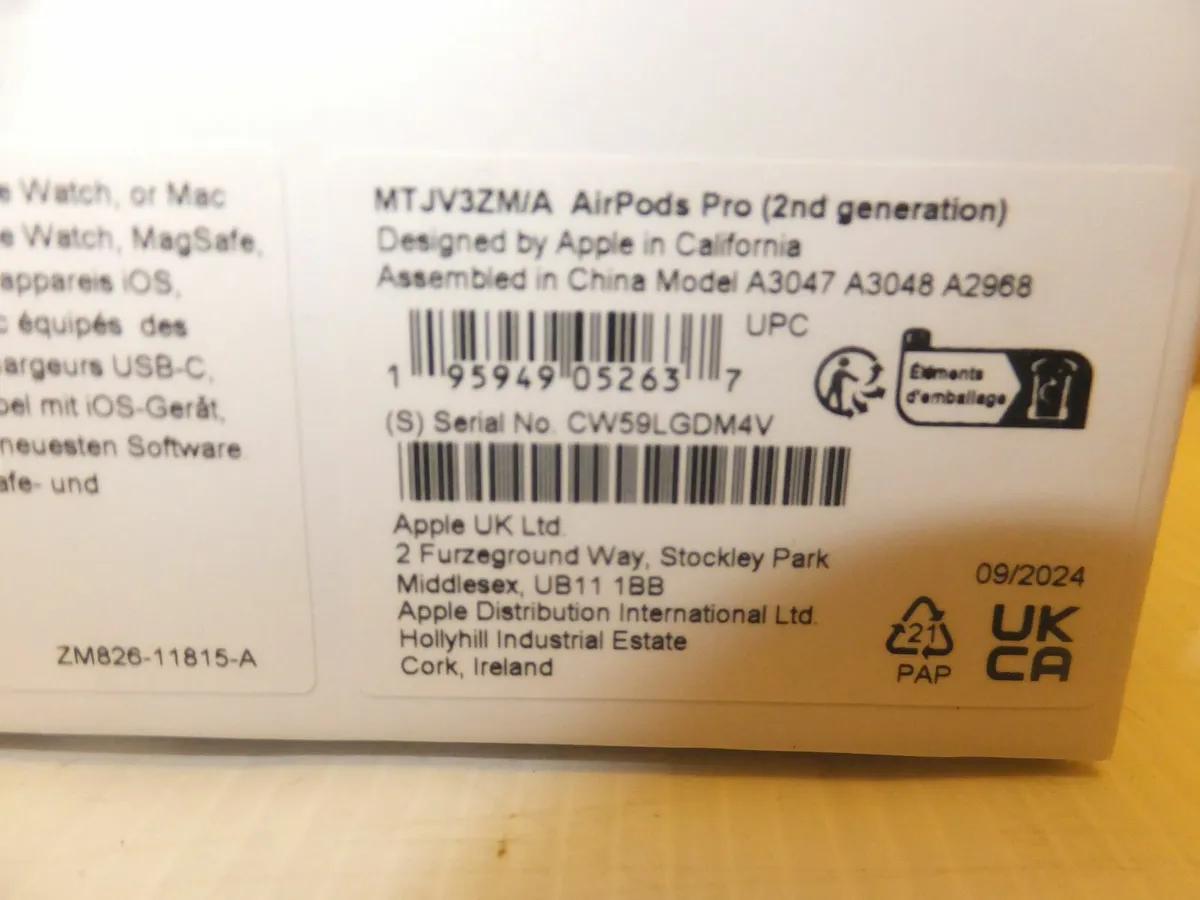 e Watch, or Mac
e Watch, MagSafe,
appareis iOS,
c équipés des
argeurs USB-C,
bel mit iOS-Gerät,
neuesten Software
afe- und
ZM826-11815-A
MTJV3ZM/A AirPods Pro (2nd generation)
Designed by Apple in California
Assembled in China Model A3047 A3048 A2968
UPC
1 95949 05263 7
Éléments
d'emballage
(S) Serial No. CW59LGDM4V
Apple UK Ltd.
2 Furzeground Way, Stockley Park
Middlesex, UB11 1BB
Apple Distribution International Ltd.
Hollyhill Industrial Estate
Cork, Ireland
09/2024
21
PAP
UK
CA